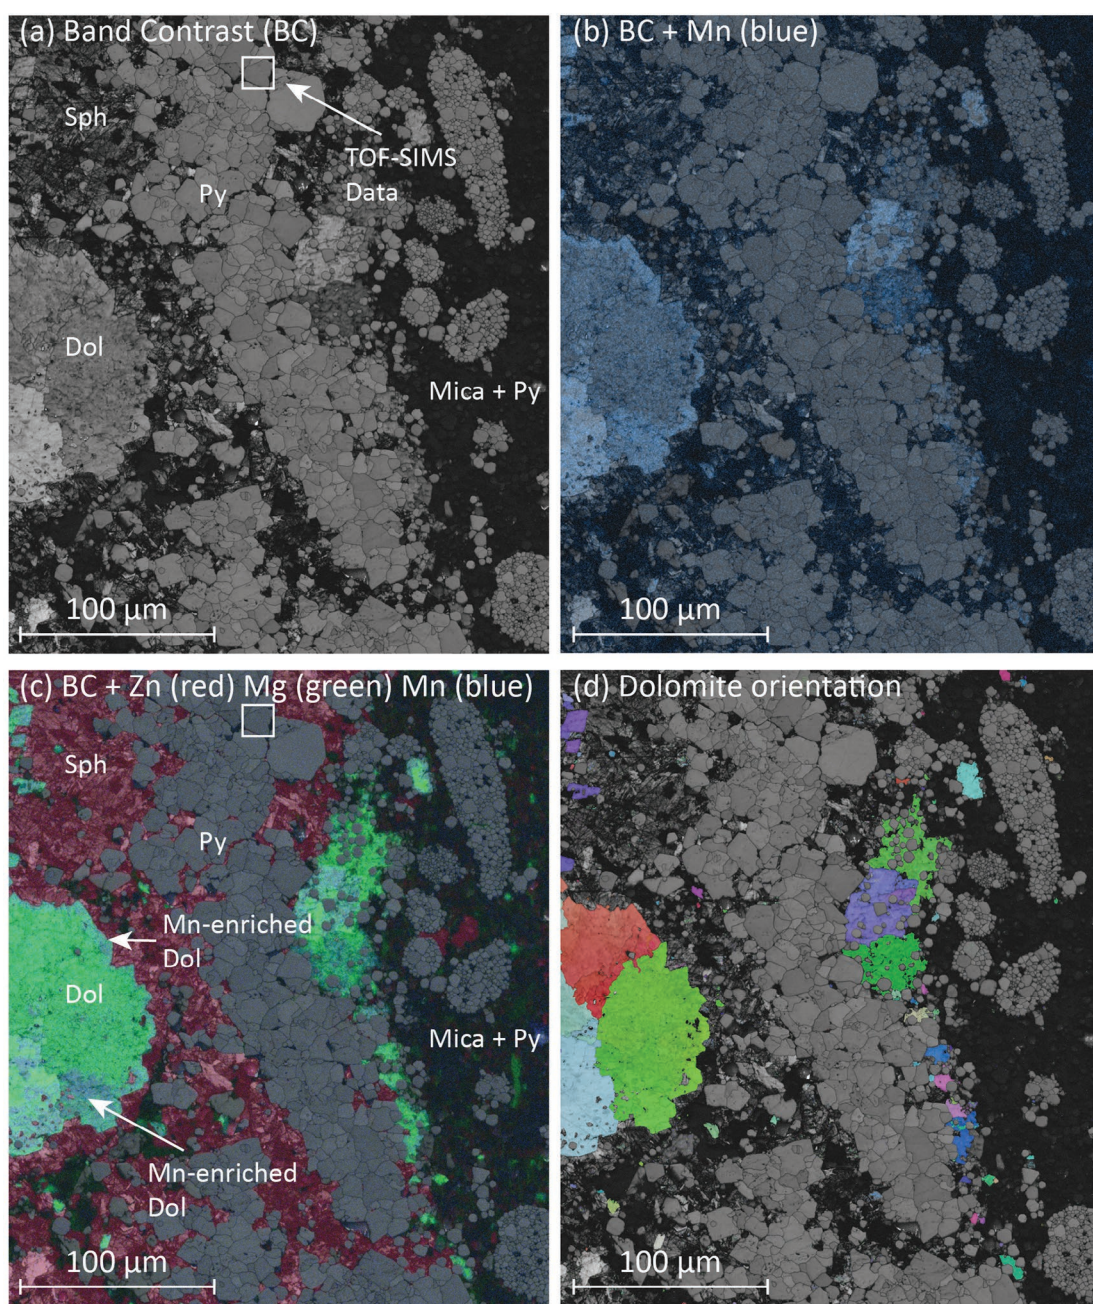 (a) Band Contrast (BC)
Sph
TOF-SIMS
Data
Py
Dol
Mica + Py
100 µm
(b) BC + Mn (blue)
100 µm
(c) BC + Zn (red) Mg (green) Mn (blue)
Sph
Py
Mn-enriched
Dol
Dol
Mica + Py
Mn-enriched
Dol
100 µm
(d) Dolomite orientation
100 µm